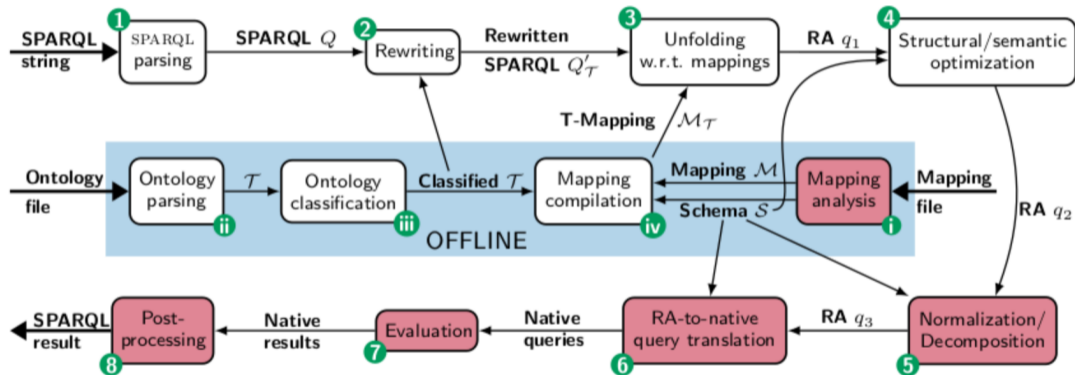 1
2
3
4
SPARQL
string
SPARQL
parsing
SPARQL Q
Rewriting
Rewritten
SPARQL Q′𝒯
Unfolding
w.r.t. mappings
RA q₁
Structural/semantic
optimization
T-Mapping ℳ𝒯
Ontology
file
Ontology
parsing
ii
𝒯
Ontology
classification
iii
Classified 𝒯
Mapping
compilation
iv
Mapping ℳ
Schema 𝒮
Mapping
analysis
i
Mapping
file
OFFLINE
RA q₂
SPARQL
result
Post-
processing
8
Native
results
Evaluation
7
Native
queries
RA-to-native
query translation
6
RA q₃
Normalization/
Decomposition
5